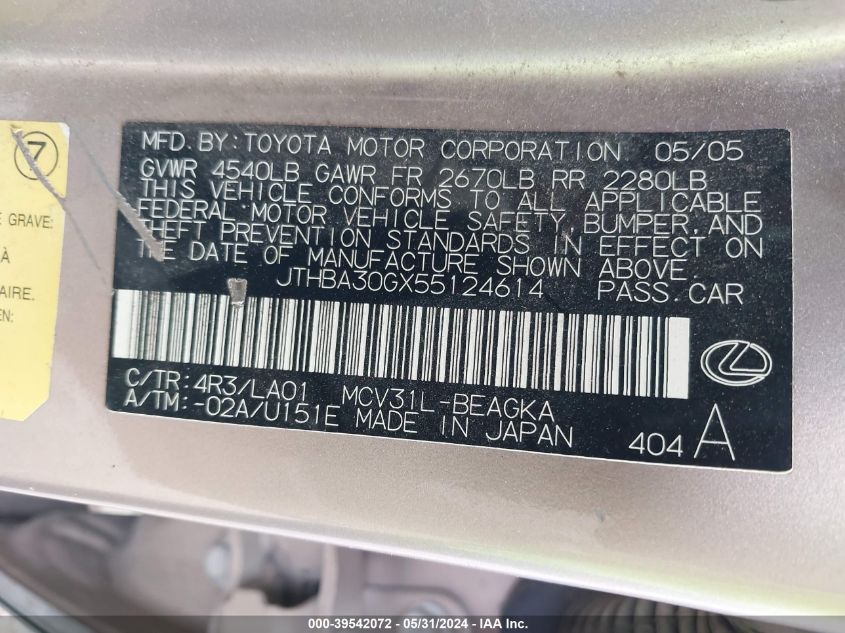 7
E GRAVE:
À
AIRE.
EN:
MFD. BY: TOYOTA MOTOR CORPORATION 05/05
GVWR 4540LB GAWR FR 2670LB RR 2280LB
THIS VEHICLE CONFORMS TO ALL APPLICABLE
FEDERAL MOTOR VEHICLE SAFETY, BUMPER, AND
THEFT PREVENTION STANDARDS IN EFFECT ON
THE DATE OF MANUFACTURE SHOWN ABOVE.
JTHBA30GX55124614 PASS. CAR
C/TR: 4R3/LA01 MCV31L-BEAGKA
A/TM: -02A/U151E MADE IN JAPAN
404 A
000-39542072 - 05/31/2024 - IAA Inc.